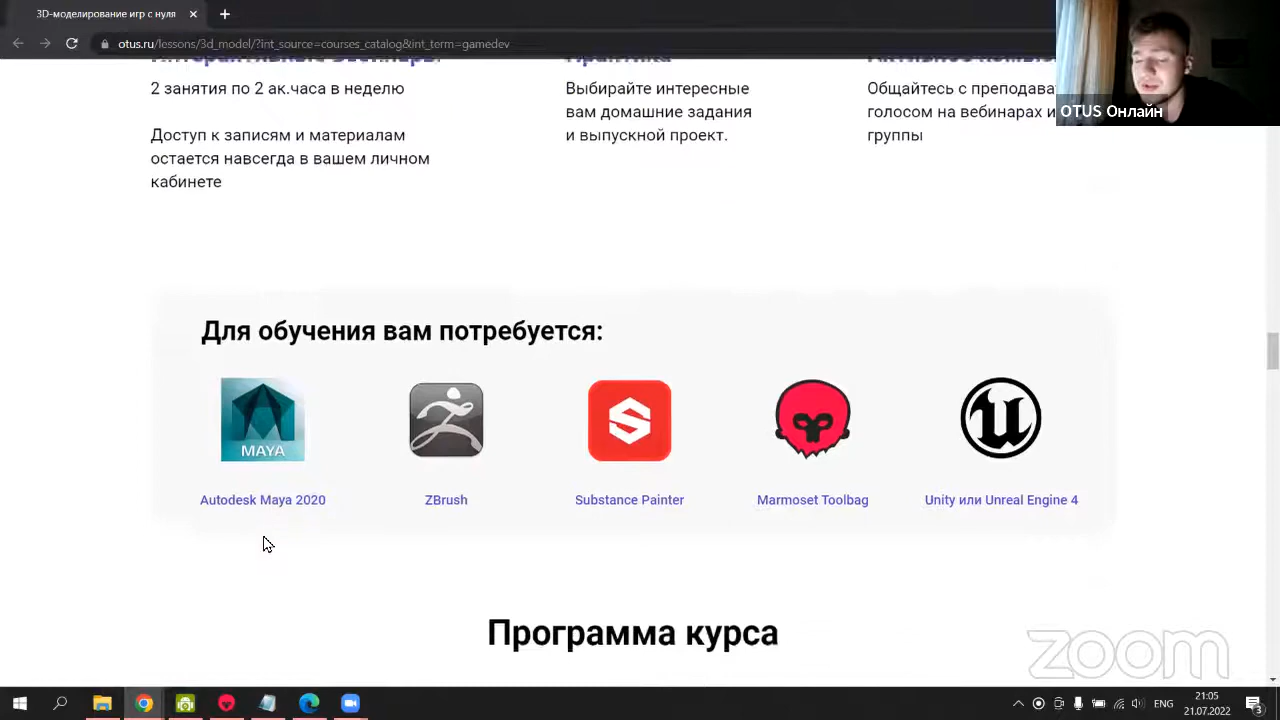 3D-моделирование игр с нуля
otus.ru/lessons/3d_model/?int_source=courses_catalog&int_term=gamedev
OTUS Онлайн
2 занятия по 2 ак.часа в неделю
Доступ к записям и материалам
остается навсегда в вашем личном
кабинете
Практика
Выбирайте интересные
вам домашние задания
и выпускной проект.
Общайтесь с
голосом на вебинарах и
группы
Для обучения вам потребуется:
MAYA
Autodesk Maya 2020
ZBrush
Substance Painter
Marmoset Toolbag
Unity или Unreal Engine 4
Программа курса
zoom
ENG
21:05
21.07.2022
3